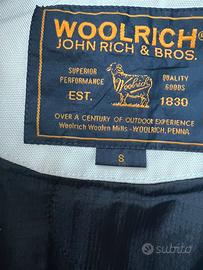 WOOLRICH®
JOHN RICH & BROS.
SUPERIOR PERFORMANCE
QUALITY GOODS
Woolrich
EST. 1830
OVER A CENTURY OF OUTDOOR EXPERIENCE
Woolrich Woolen Mills - WOOLRICH, PENNA
S
subito